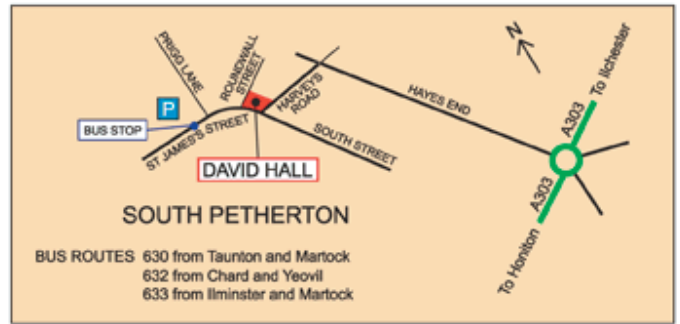 N
To Ilchester
A303
PRIGG LANE
ROUNDWALL
STREET
HARVEY'S
ROAD
HAYES END
P
BUS STOP
ST JAMES'S STREET
SOUTH STREET
DAVID HALL
A303
To Honiton
SOUTH PETHERTON
BUS ROUTES 630 from Taunton and Martock
632 from Chard and Yeovil
633 from Ilminster and Martock